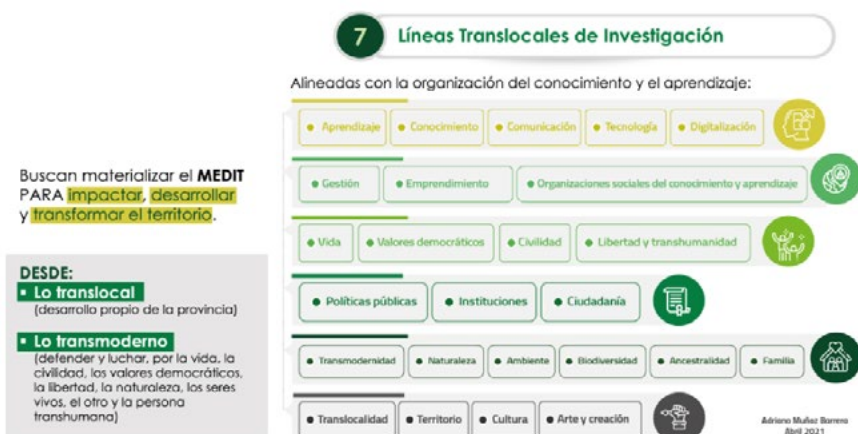 7 Líneas Translocales de Investigación
Alineadas con la organización del conocimiento y el aprendizaje:
• Aprendizaje • Conocimiento • Comunicación • Tecnología • Digitalización
• Gestión • Emprendimiento • Organizaciones sociales del conocimiento y aprendizaje
• Vida • Valores democráticos • Civilidad • Libertad y transhumanidad
• Políticas públicas • Instituciones • Ciudadanía
• Transmodernidad • Naturaleza • Ambiente • Biodiversidad • Ancestralidad • Familia
• Translocalidad • Territorio • Cultura • Arte y creación
Buscan materializar el MEDIT
PARA impactar, desarrollar
y transformar el territorio.
DESDE:
▪ Lo translocal
(desarrollo propio de la provincia)
▪ Lo transmoderno
(defender y luchar, por la vida, la
civilidad, los valores democráticos,
la libertad, la naturaleza, los seres
vivos, el otro y la persona
transhumana)
Adriano Muñoz Barrera
Abril 2021